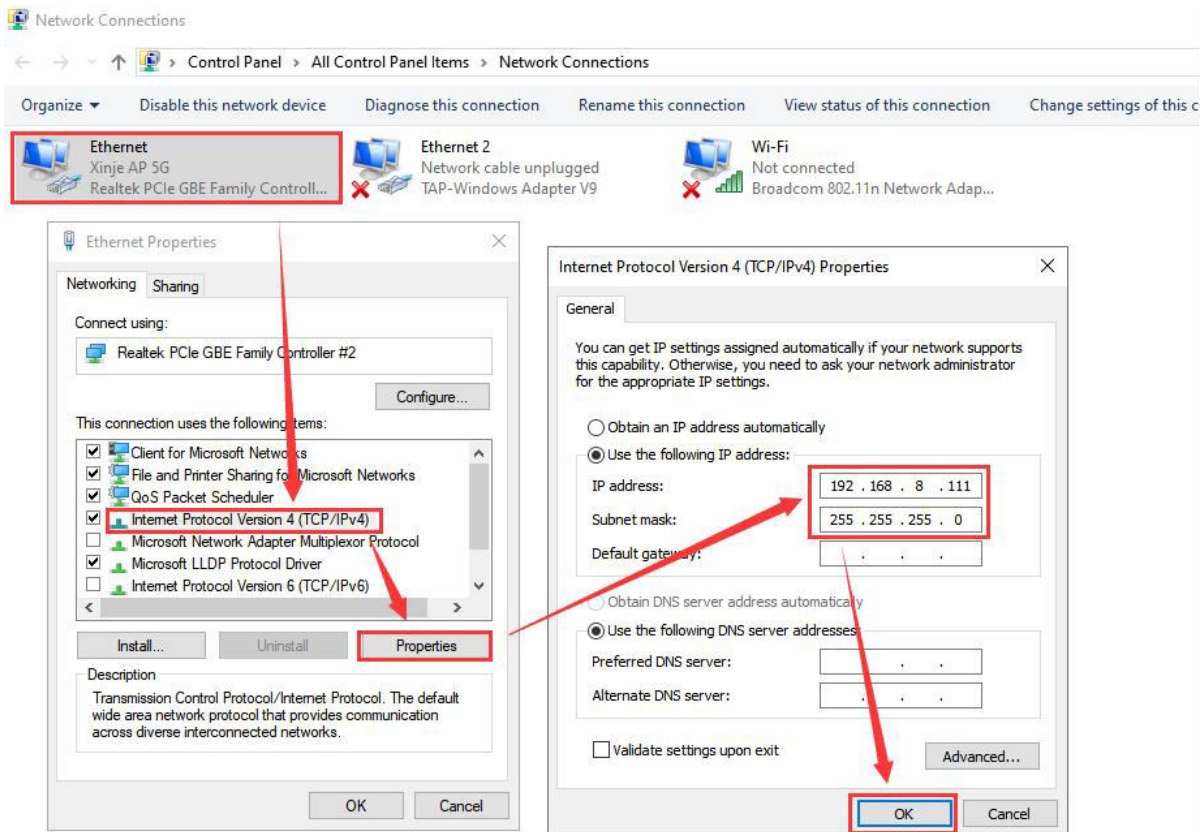 Network Connections
Control Panel > All Control Panel Items > Network Connections
Organize Disable this network device Diagnose this connection Rename this connection View status of this connection Change settings of this c
Ethernet
Xinje AP 5G
Realtek PCIe GBE Family Controll...
Ethernet 2
Network cable unplugged
TAP-Windows Adapter V9
Wi-Fi
Not connected
Broadcom 802.11n Network Adap...
Ethernet Properties
Networking Sharing
Connect using:
Realtek PCIe GBE Family Controller #2
Configure...
This connection uses the following items:
Client for Microsoft Networks
File and Printer Sharing for Microsoft Networks
QoS Packet Scheduler
Internet Protocol Version 4 (TCP/IPv4)
Microsoft Network Adapter Multiplexor Protocol
Microsoft LLDP Protocol Driver
Internet Protocol Version 6 (TCP/IPv6)
Install... Uninstall Properties
Description
Transmission Control Protocol/Internet Protocol. The default
wide area network protocol that provides communication
across diverse interconnected networks.
OK Cancel
Internet Protocol Version 4 (TCP/IPv4) Properties
General
You can get IP settings assigned automatically if your network supports
this capability. Otherwise, you need to ask your network administrator
for the appropriate IP settings.
Obtain an IP address automatically
Use the following IP address:
IP address: 192 . 168 . 8 . 111
Subnet mask: 255 . 255 . 255 . 0
Default gateway: . . .
Obtain DNS server address automatically
Use the following DNS server addresses:
Preferred DNS server: . .
Alternate DNS server: . . .
Validate settings upon exit
Advanced...
OK Cancel